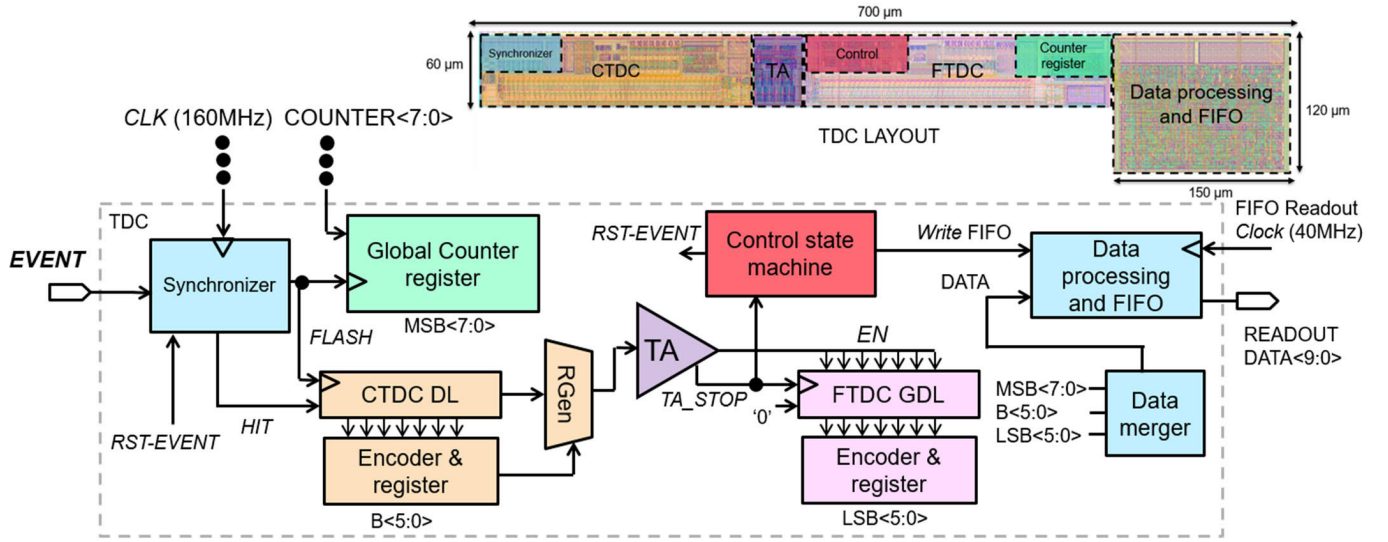 700 µm
60 µm
Synchronizer
CTDC
TA
Control
FTDC
Counter
register
Data processing
and FIFO
120 µm
TDC LAYOUT
150 µm
CLK (160MHz)
COUNTER<7:0>
TDC
EVENT
Synchronizer
Global Counter
register
MSB<7:0>
FLASH
RST-EVENT
HIT
CTDC DL
Encoder &
register
B<5:0>
RGen
TA
RST-EVENT
Control state
machine
Write FIFO
EN
TA_STOP
'0'
FTDC GDL
Encoder &
register
LSB<5:0>
DATA
Data
processing
and FIFO
FIFO Readout
Clock (40MHz)
READOUT
DATA<9:0>
MSB<7:0>
B<5:0>
LSB<5:0>
Data
merger